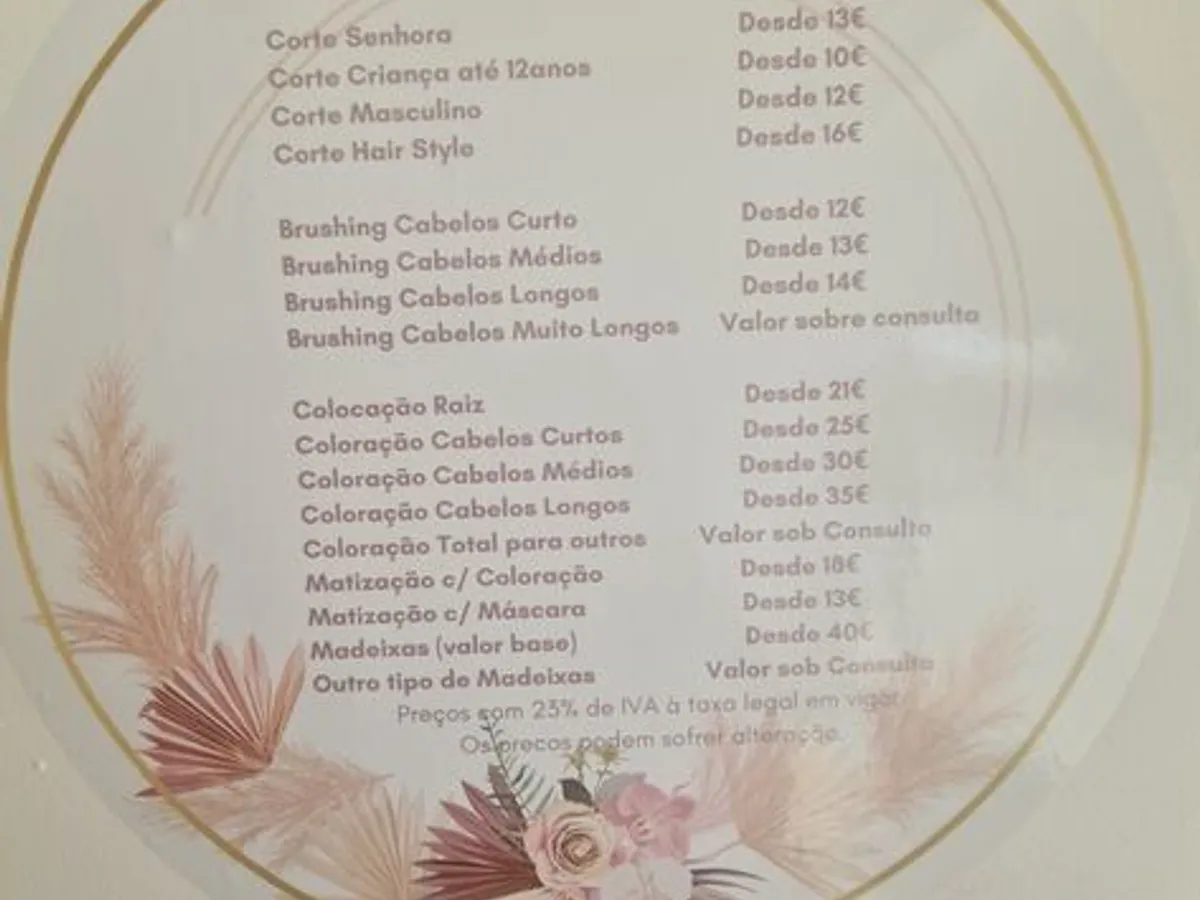 Corte Senhora Desde 13€
Corte Criança até 12anos Desde 10€
Corte Masculino Desde 12€
Corte Hair Style Desde 16€
Brushing Cabelos Curto Desde 12€
Brushing Cabelos Médios Desde 13€
Brushing Cabelos Longos Desde 14€
Brushing Cabelos Muito Longos Valor sobre consulta
Colocação Raiz Desde 21€
Coloração Cabelos Curtos Desde 25€
Coloração Cabelos Médios Desde 30€
Coloração Cabelos Longos Desde 35€
Coloração Total para outros Valor sob Consulta
Matização c/ Coloração Desde 18€
Matização c/ Máscara Desde 13€
Madeixas (valor base) Desde 40€
Outro tipo de Madeixas Valor sob Consulta
Preços com 23% de IVA à taxa legal em vigor
Os preços podem sofrer alteração.